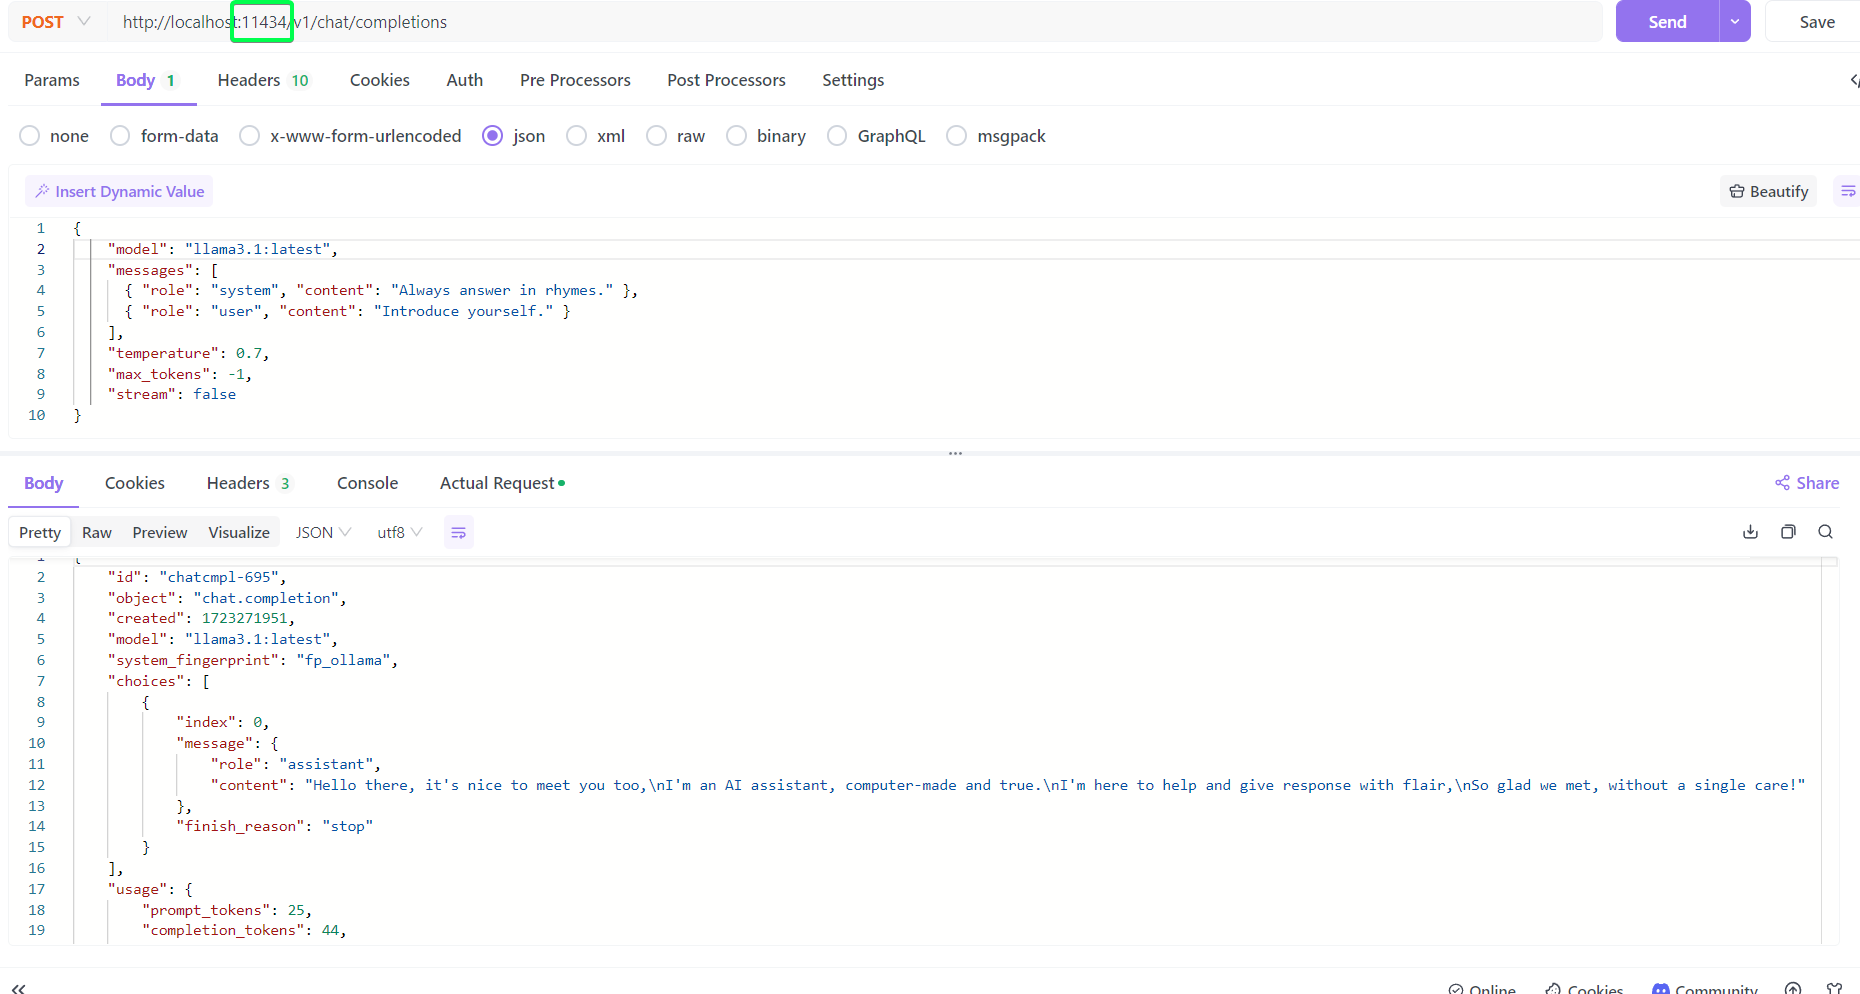 POST http://localhost:11434/v1/chat/completions Send Save
Params Body 1 Headers 10 Cookies Auth Pre Processors Post Processors Settings
none form-data x-www-form-urlencoded json xml raw binary GraphQL msgpack
Insert Dynamic Value Beautify
1 {
2 "model": "llama3.1:latest",
3 "messages": [
4 { "role": "system", "content": "Always answer in rhymes." },
5 { "role": "user", "content": "Introduce yourself." }
6 ],
7 "temperature": 0.7,
8 "max_tokens": -1,
9 "stream": false
10 }
Body Cookies Headers 3 Console Actual Request Share
Pretty Raw Preview Visualize JSON utf8
1 {
2 "id": "chatcmpl-695",
3 "object": "chat.completion",
4 "created": 1723271951,
5 "model": "llama3.1:latest",
6 "system_fingerprint": "fp_ollama",
7 "choices": [
8 {
9 "index": 0,
10 "message": {
11 "role": "assistant",
12 "content": "Hello there, it's nice to meet you too,\nI'm an AI assistant, computer-made and true.\nI'm here to help and give response with flair,\nSo glad we met, without a single care!"
13 },
14 "finish_reason": "stop"
15 }
16 ],
17 "usage": {
18 "prompt_tokens": 25,
19 "completion_tokens": 44,
Online Cookies Community